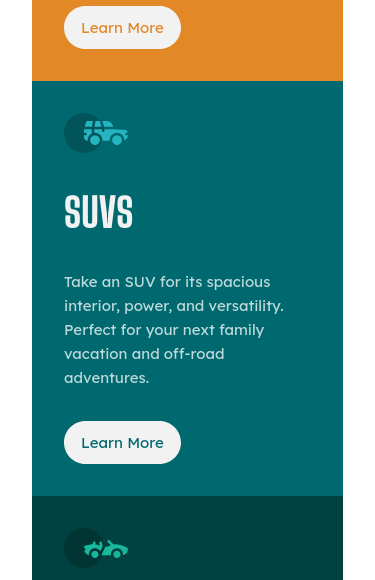 Learn More
SUVS
Take an SUV for its spacious
interior, power, and versatility.
Perfect for your next family
vacation and off-road
adventures.
Learn More